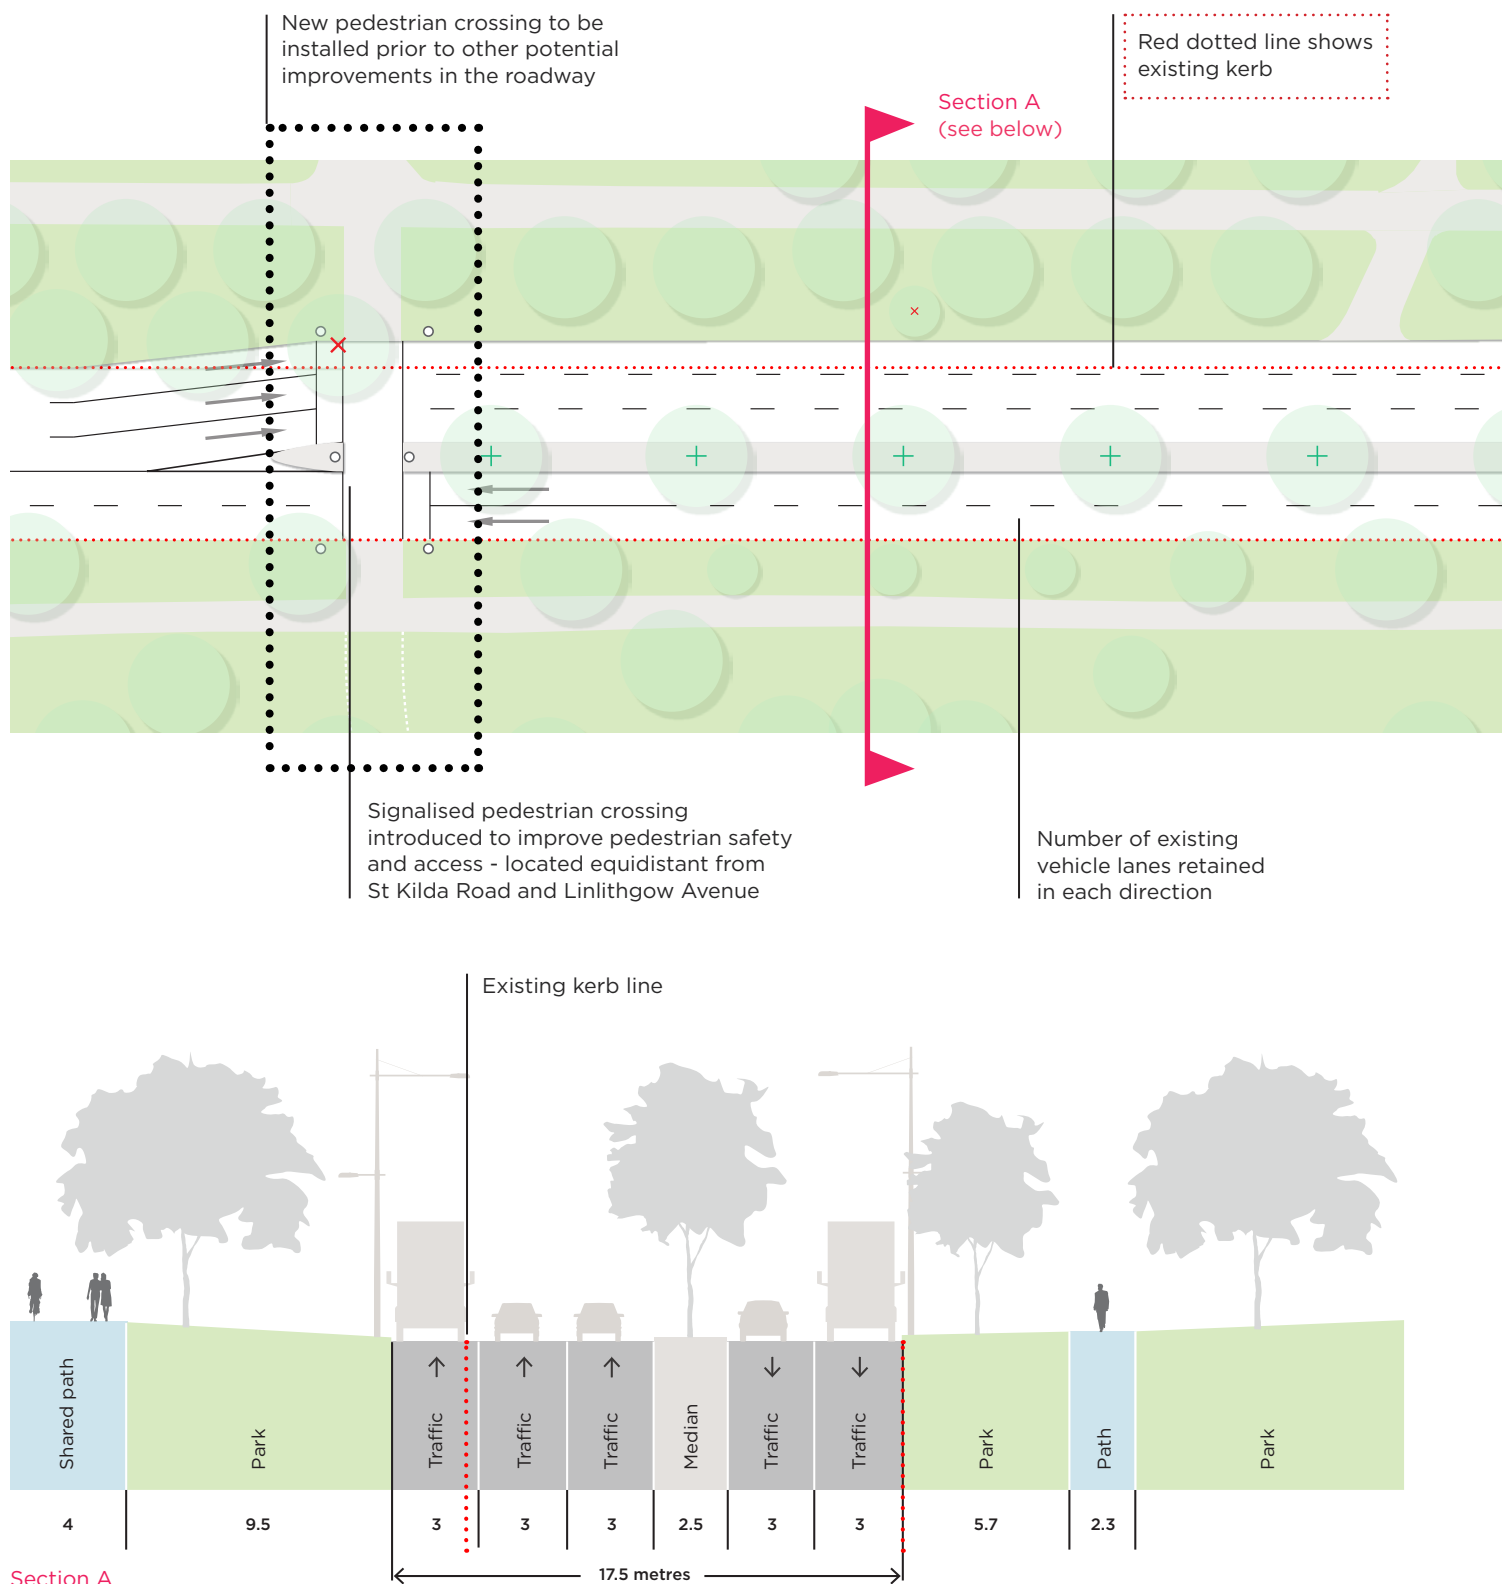 New pedestrian crossing to be
installed prior to other potential
improvements in the roadway
Red dotted line shows
existing kerb
Section A
(see below)
Signalised pedestrian crossing
introduced to improve pedestrian safety
and access - located equidistant from
St Kilda Road and Linlithgow Avenue
Number of existing
vehicle lanes retained
in each direction
Existing kerb line
Shared path
Park
Traffic
Traffic
Traffic
Median
Traffic
Traffic
Park
Path
Park
4 9.5 3 3 3 2.5 3 3 5.7 2.3
17.5 metres
Section A